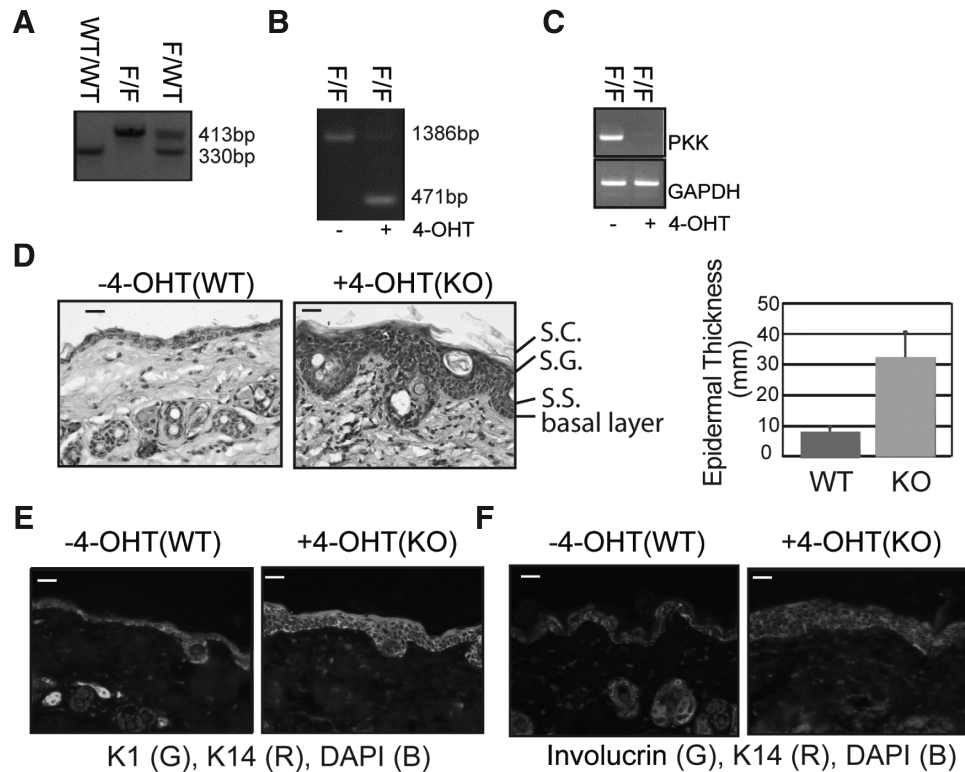 A
WT/WT
F/F
F/WT
413bp
330bp
B
F/F
F/F
1386bp
471bp
- + 4-OHT
C
F/F
F/F
PKK
GAPDH
- + 4-OHT
D
-4-OHT(WT)
+4-OHT(KO)
S.C.
S.G.
S.S.
basal layer
Epidermal Thickness
(mm)
50
40
30
20
10
0
WT
KO
E
-4-OHT(WT)
+4-OHT(KO)
K1 (G), K14 (R), DAPI (B)
F
-4-OHT(WT)
+4-OHT(KO)
Involucrin (G), K14 (R), DAPI (B)